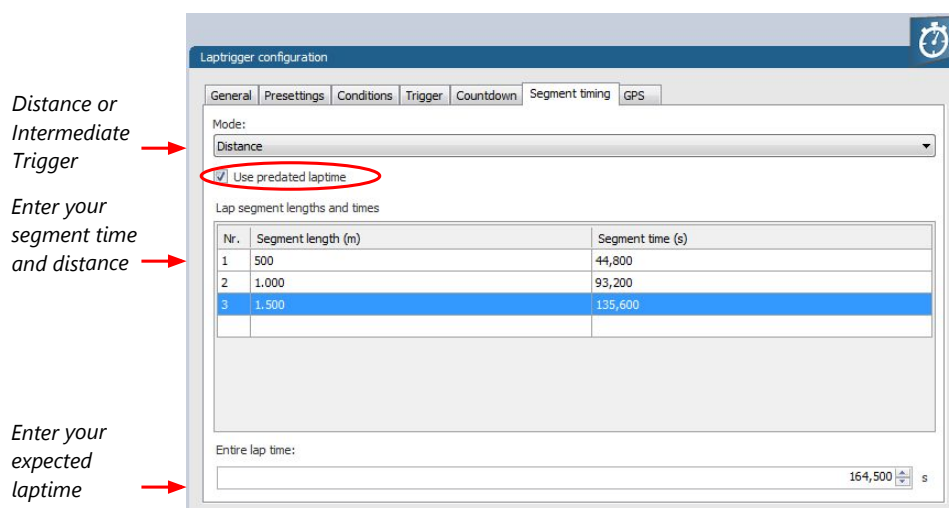 Laptrigger configuration
General Presettings Conditions Trigger Countdown Segment timing GPS
Distance or
Intermediate
Trigger
Mode:
Distance
Use predated laptime
Enter your
segment time
and distance
Lap segment lengths and times
Nr. Segment length (m) Segment time (s)
1 500 44,800
2 1.000 93,200
3 1.500 135,600
Enter your
expected
laptime
Entire lap time:
164,500 s